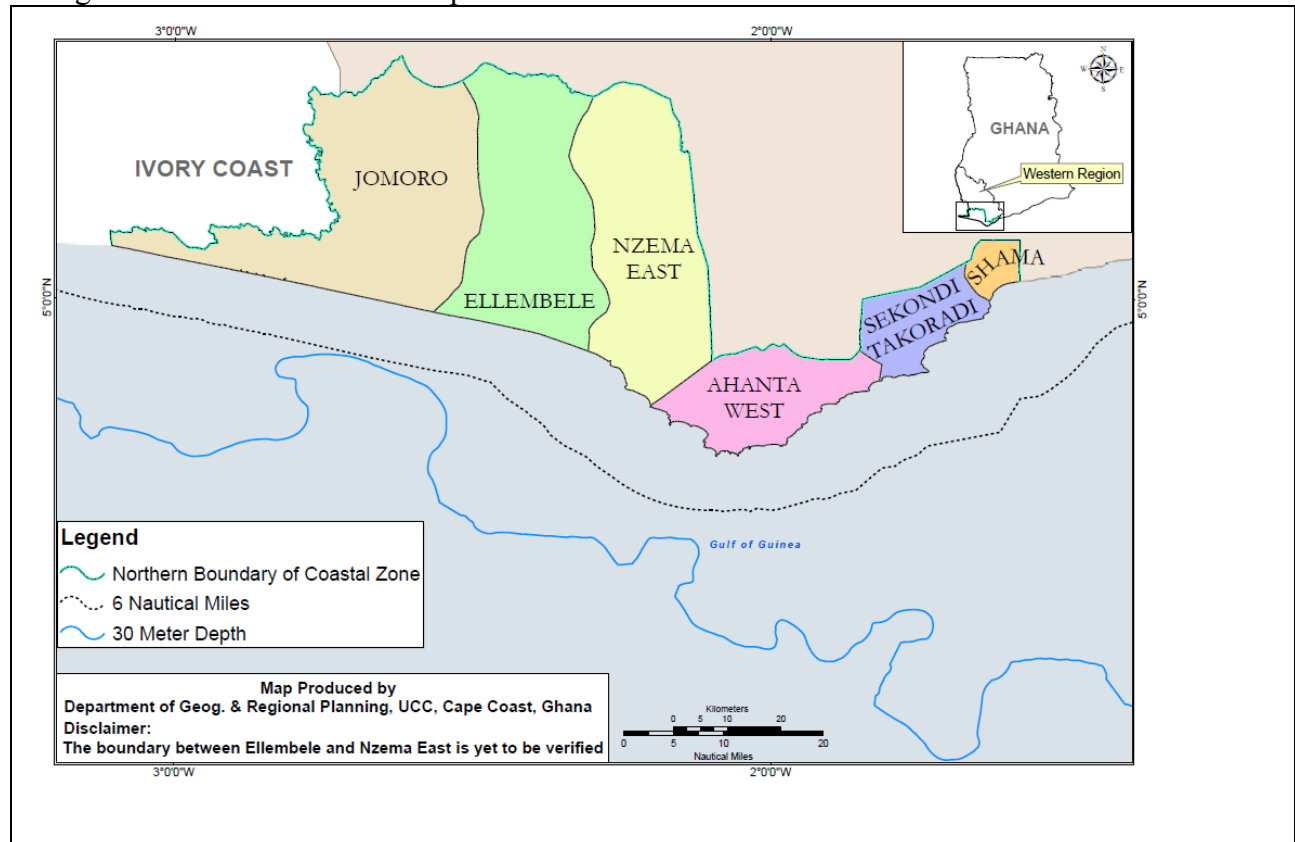 3°0'0"W
2°0'0"W
N
W
E
S
GHANA
IVORY COAST
Western Region
JOMORO
NZEMA
EAST
SHAMA
5°0'0"N
5°0'0"N
ELLEMBELE
SEKONDI
TAKORADI
AHANTA
WEST
Gulf of Guinea
Legend
Northern Boundary of Coastal Zone
6 Nautical Miles
30 Meter Depth
Map Produced by
Department of Geog. & Regional Planning, UCC, Cape Coast, Ghana
Disclaimer:
The boundary between Ellembele and Nzema East is yet to be verified
Kilometers
0 5 10 20
0 5 10 20
Nautical Miles
3°0'0"W
2°0'0"W